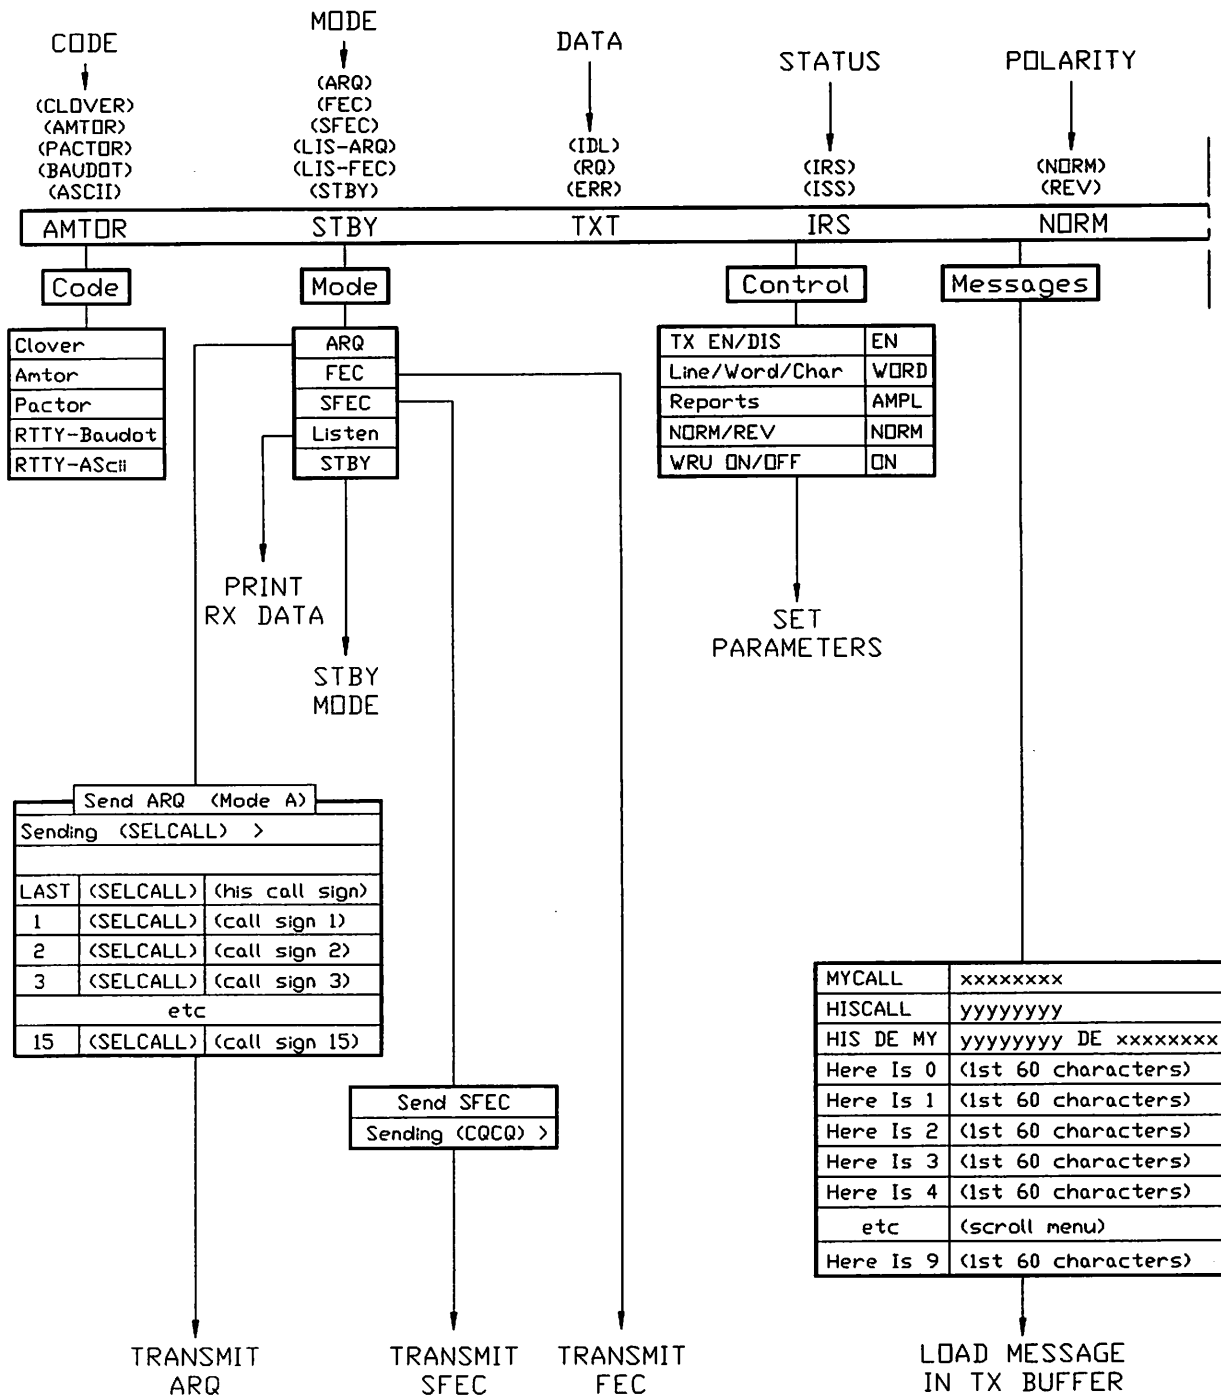 CODE
(CLOVER)
(AMTOR)
(PACTOR)
(BAUDOT)
(ASCII)
MODE
(ARQ)
(FEC)
(SFEC)
(LIS-ARQ)
(LIS-FEC)
(STBY)
DATA
(IDL)
(RQ)
(ERR)
STATUS
(IRS)
(ISS)
POLARITY
(NORM)
(REV)
AMTOR STBY TXT IRS NORM
Code
Clover
Amtor
Pactor
RTTY-Baudot
RTTY-AScii
Mode
ARQ
FEC
SFEC
Listen
STBY
Control
TX EN/DIS EN
Line/Word/Char WORD
Reports AMPL
NORM/REV NORM
WRU ON/OFF ON
Messages
PRINT
RX DATA
STBY
MODE
SET
PARAMETERS
Send ARQ (Mode A)
Sending (SELCALL) >
LAST (SELCALL) (his call sign)
1 (SELCALL) (call sign 1)
2 (SELCALL) (call sign 2)
3 (SELCALL) (call sign 3)
etc
15 (SELCALL) (call sign 15)
Send SFEC
Sending (CQCQ) >
MYCALL xxxxxxxx
HISCALL yyyyyyyy
HIS DE MY yyyyyyyy DE xxxxxxxx
Here Is 0 (1st 60 characters)
Here Is 1 (1st 60 characters)
Here Is 2 (1st 60 characters)
Here Is 3 (1st 60 characters)
Here Is 4 (1st 60 characters)
etc (scroll menu)
Here Is 9 (1st 60 characters)
TRANSMIT
ARQ
TRANSMIT
SFEC
TRANSMIT
FEC
LOAD MESSAGE
IN TX BUFFER